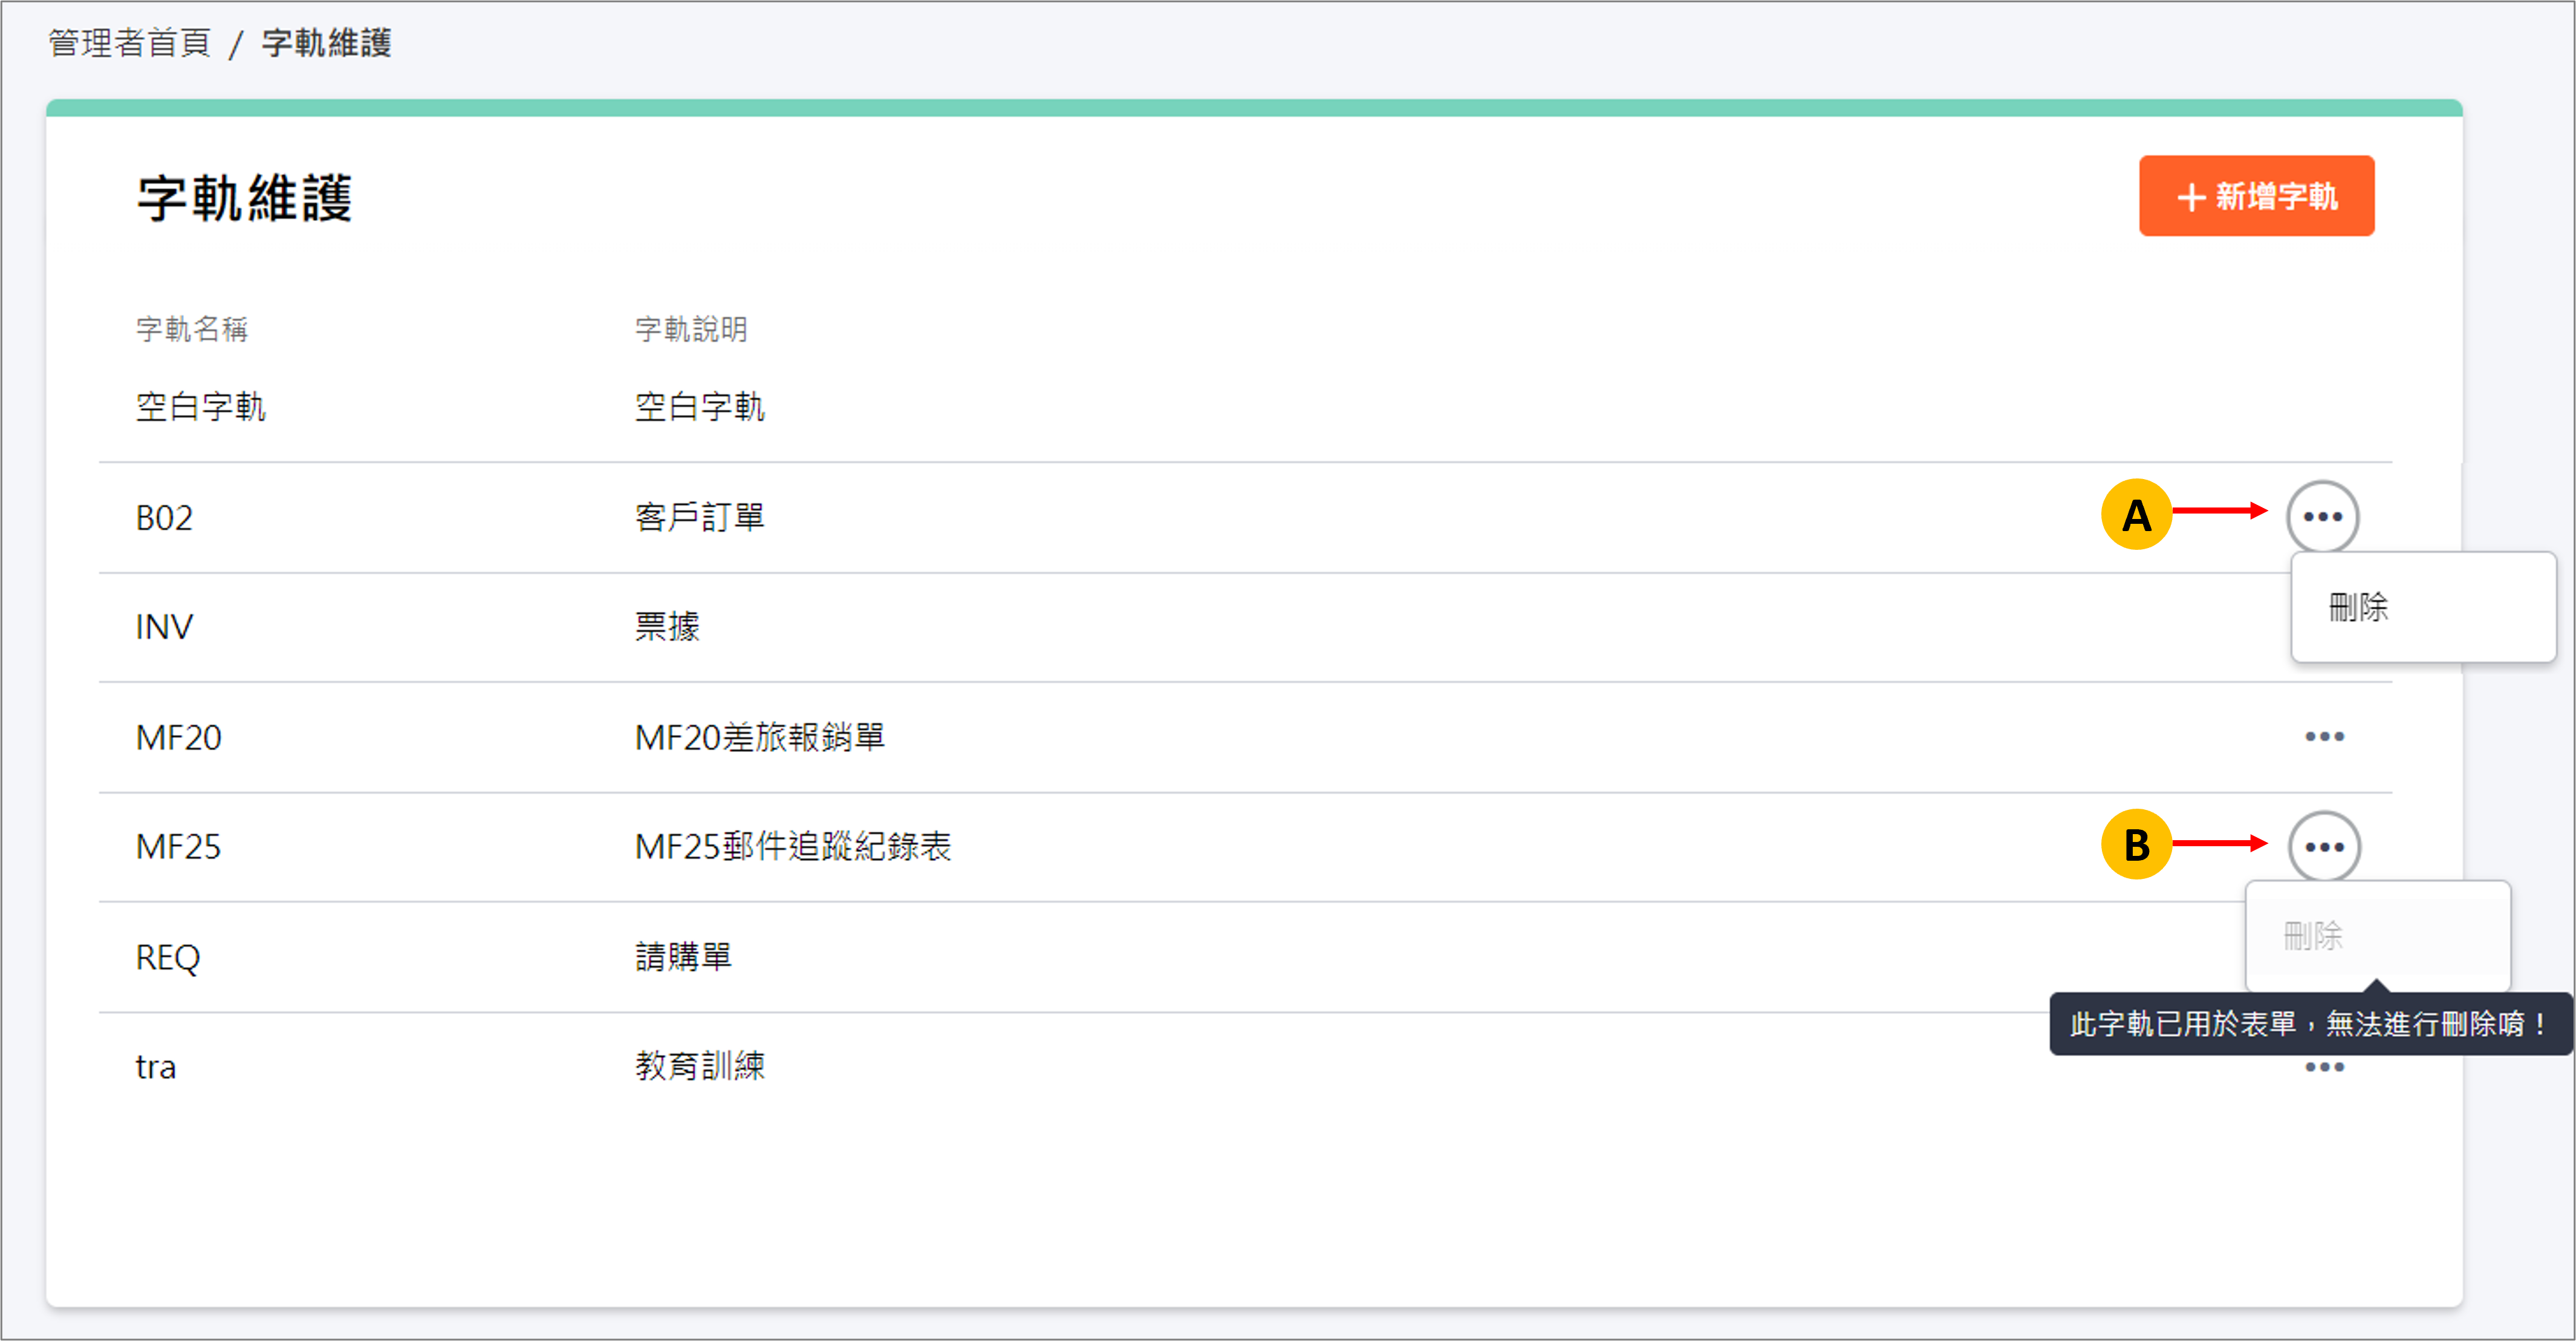 管理者首頁 / 字軌維護
字軌維護
+ 新增字軌
字軌名稱 字軌說明
空白字軌 空白字軌
B02 客戶訂單 A
刪除
INV 票據
MF20 MF20差旅報銷單
MF25 MF25郵件追蹤紀錄表 B
刪除
REQ 請購單
此字軌已用於表單，無法進行刪除唷！
tra 教育訓練